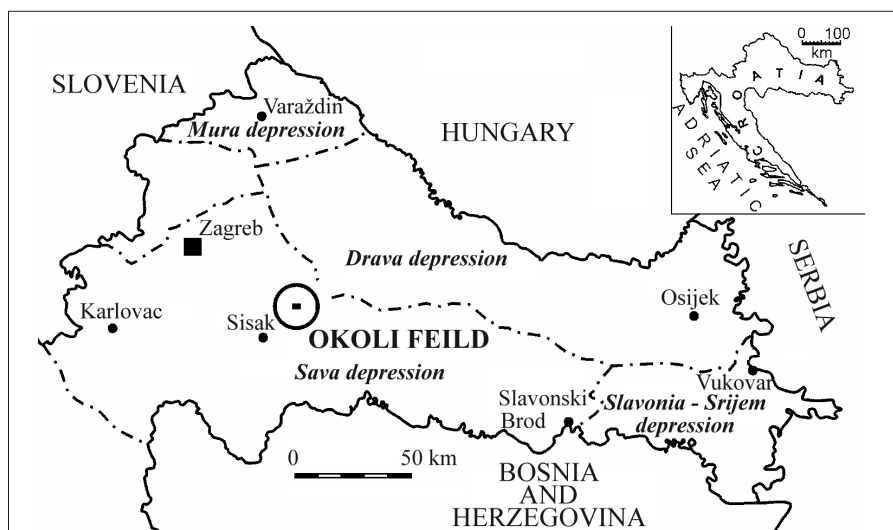 SLOVENIA
Varaždin
Mura depression
HUNGARY
0 100
km
CROATIA
ADRIATIC
SEA
Zagreb
Drava depression
SERBIA
Karlovac
Sisak
OKOLI FEILD
Osijek
Sava depression
Vukovar
Slavonski
Brod
Slavonia - Srijem
depression
0 50 km
BOSNIA
AND
HERZEGOVINA